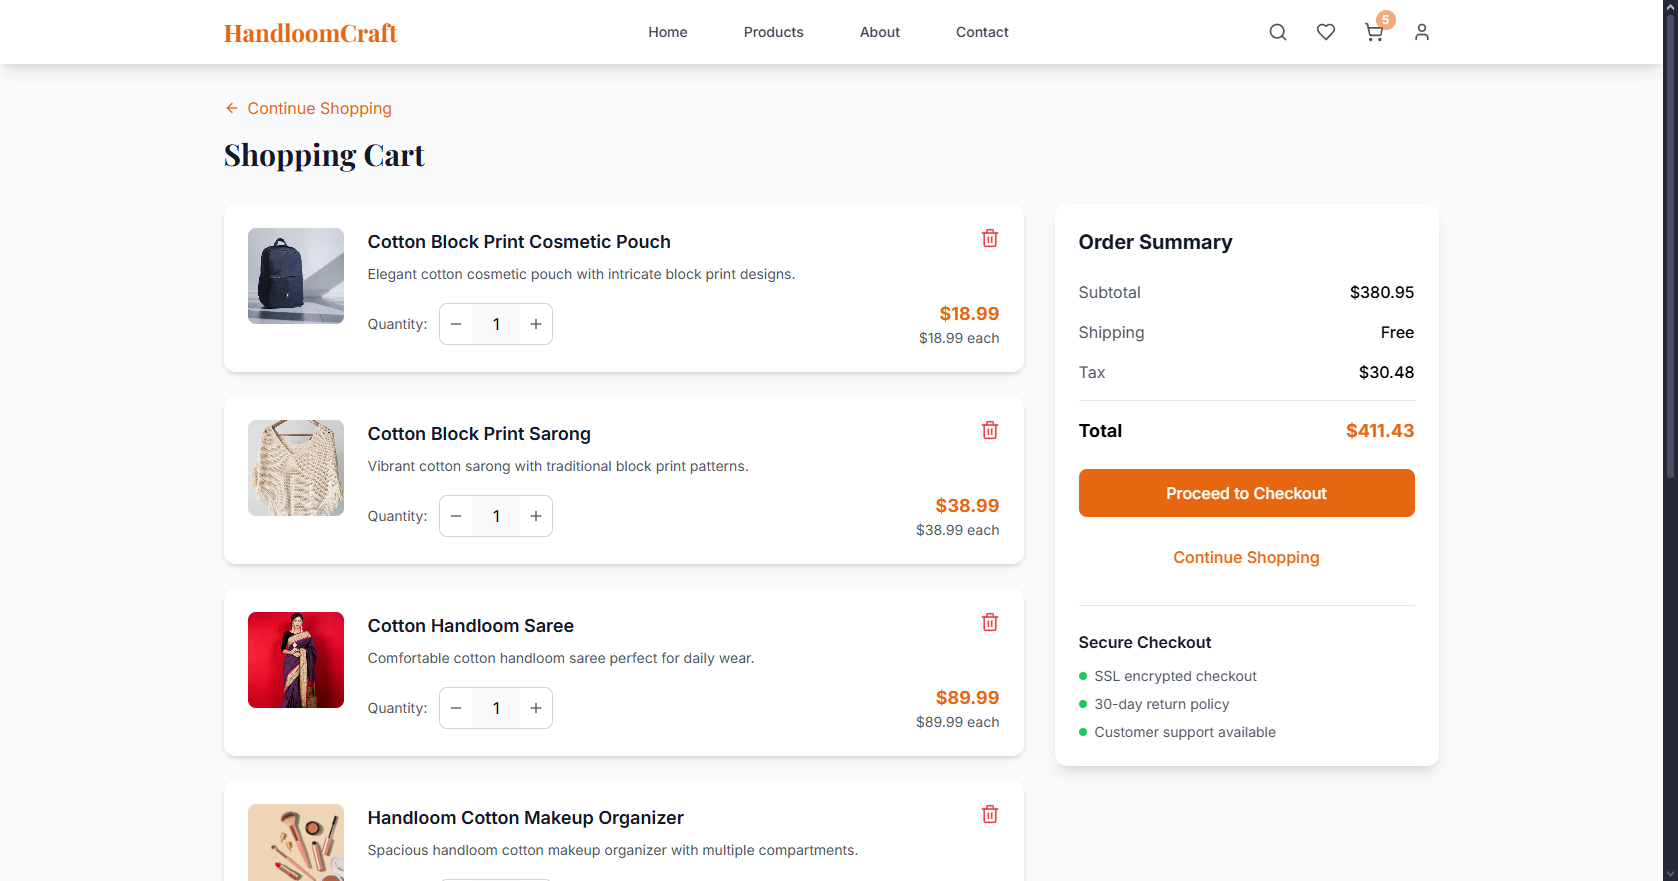 HandloomCraft
Home
Products
About
Contact
5
Continue Shopping
Shopping Cart
Cotton Block Print Cosmetic Pouch
Elegant cotton cosmetic pouch with intricate block print designs.
Quantity: − 1 +
$18.99
$18.99 each
Cotton Block Print Sarong
Vibrant cotton sarong with traditional block print patterns.
Quantity: − 1 +
$38.99
$38.99 each
Cotton Handloom Saree
Comfortable cotton handloom saree perfect for daily wear.
Quantity: − 1 +
$89.99
$89.99 each
Handloom Cotton Makeup Organizer
Spacious handloom cotton makeup organizer with multiple compartments.
Order Summary
Subtotal $380.95
Shipping Free
Tax $30.48
Total $411.43
Proceed to Checkout
Continue Shopping
Secure Checkout
SSL encrypted checkout
30-day return policy
Customer support available